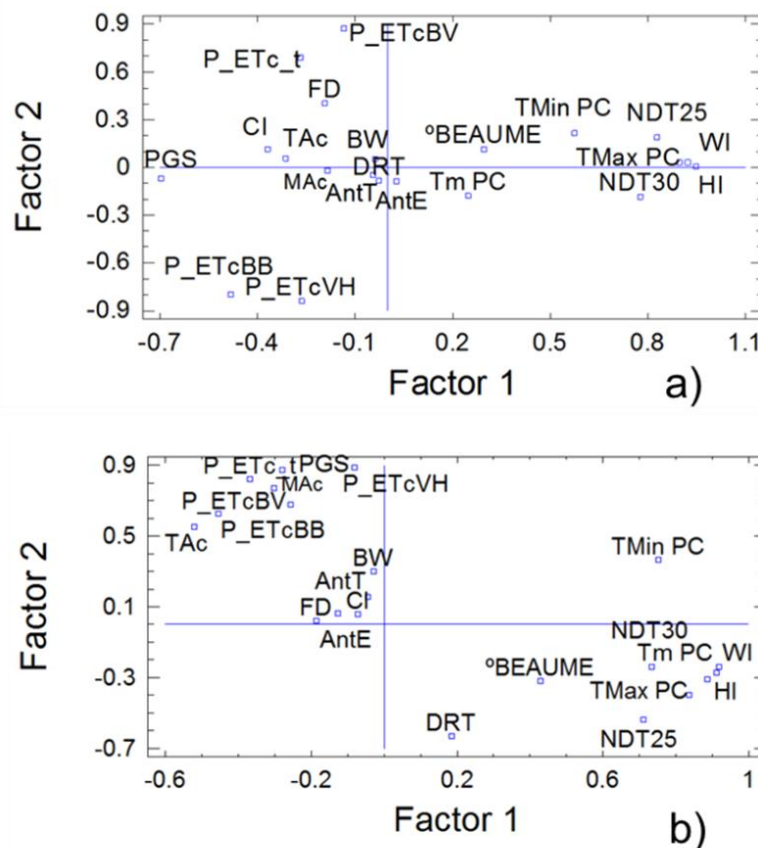 0.9
P_ETcBV
P_ETc_t
0.6
FD
0.3
CI
TAc
BW
ºBEAUME
TMin PC
NDT25
WI
PGS
0
DRT
TMax PC
MAc
AntT
AntE
Tm PC
NDT30
HI
-0.3
P_ETcBB
-0.6
P_ETcVH
-0.9
Factor 2
-0.7
-0.4
-0.1
0.2
0.5
0.8
1.1
Factor 1
a)
0.9
P_ETc_t
PGS
MAc
P_ETcVH
P_ETcBV
P_ETcBB
0.5
TAc
BW
TMin PC
AntT
0.1
FD
CI
AntE
NDT30
Tm PC
WI
-0.3
ºBEAUME
TMax PC
HI
DRT
NDT25
-0.7
Factor 2
-0.6
-0.2
0.2
0.6
1
Factor 1
b)